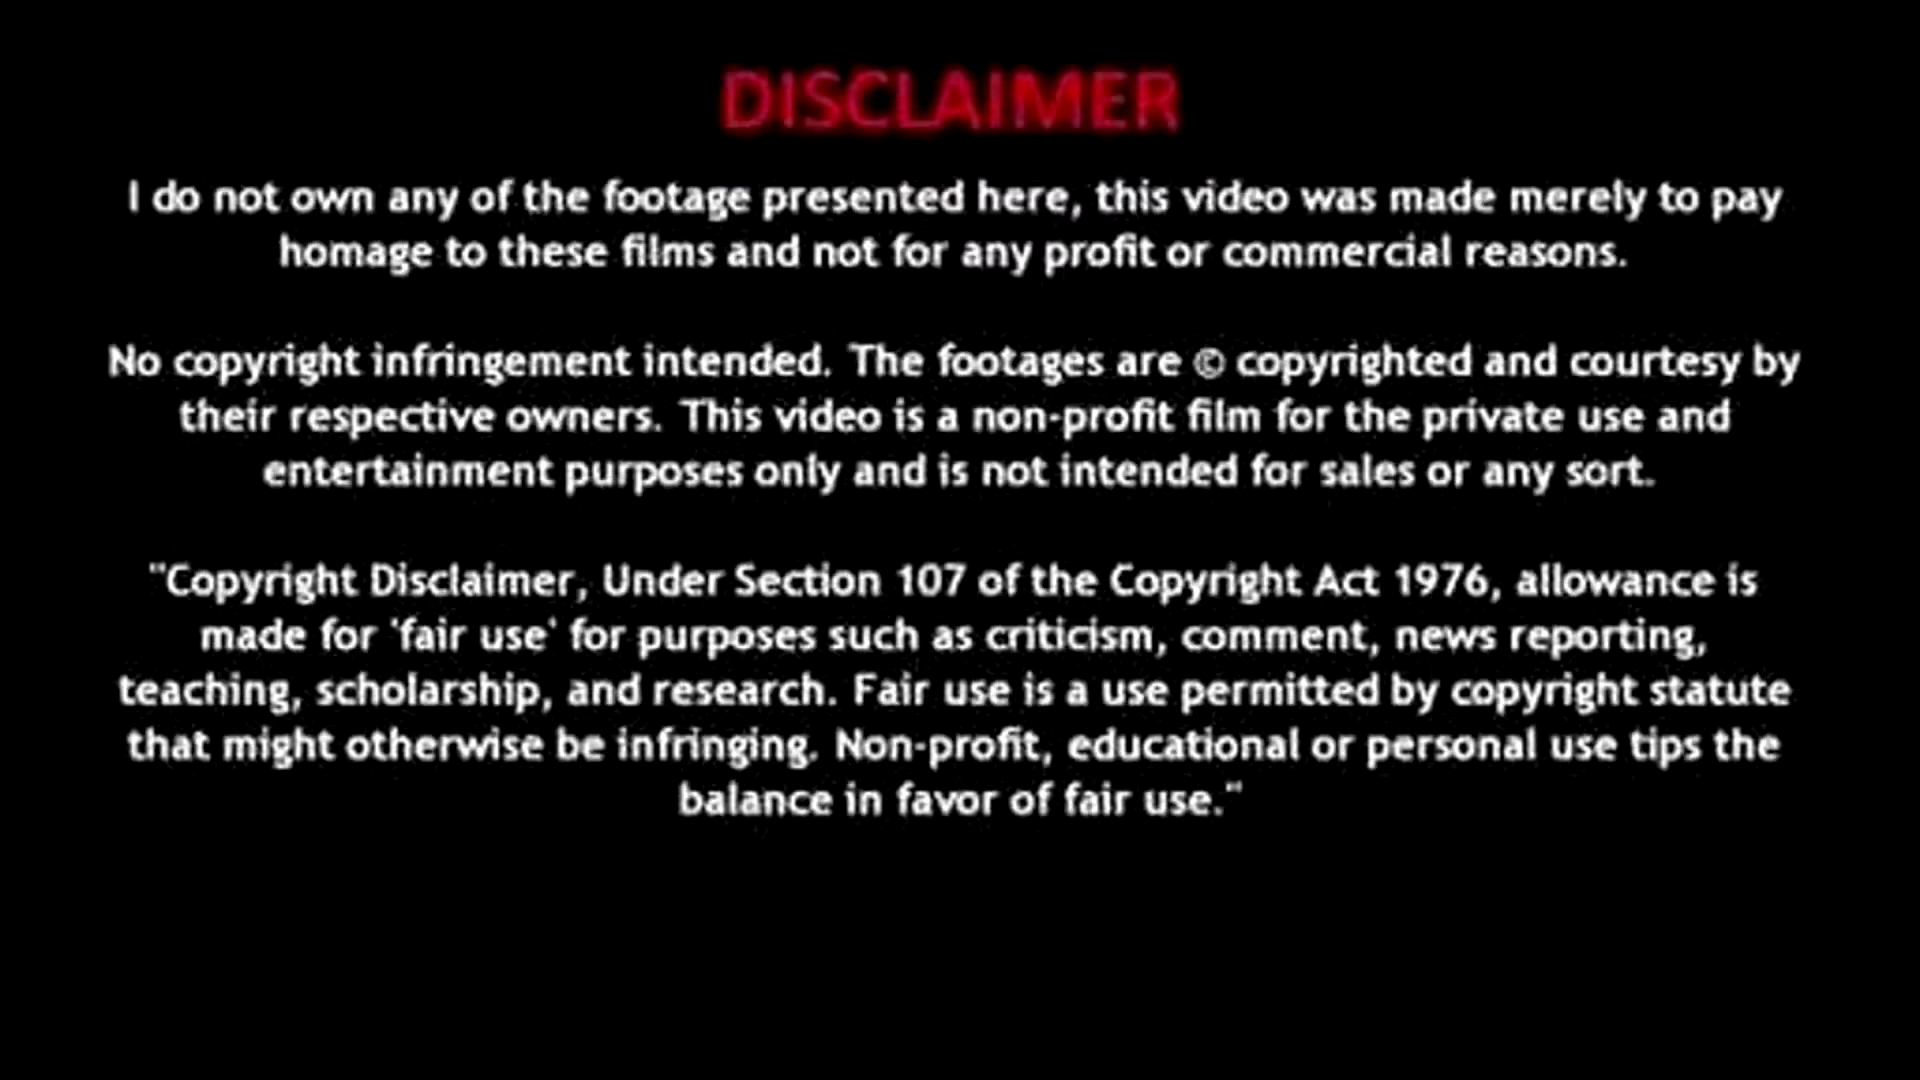 DISCLAIMER
I do not own any of the footage presented here, this video was made merely to pay
homage to these films and not for any profit or commercial reasons.
No copyright infringement intended. The footages are © copyrighted and courtesy by
their respective owners. This video is a non-profit film for the private use and
entertainment purposes only and is not intended for sales or any sort.
"Copyright Disclaimer, Under Section 107 of the Copyright Act 1976, allowance is
made for 'fair use' for purposes such as criticism, comment, news reporting,
teaching, scholarship, and research. Fair use is a use permitted by copyright statute
that might otherwise be infringing. Non-profit, educational or personal use tips the
balance in favor of fair use."